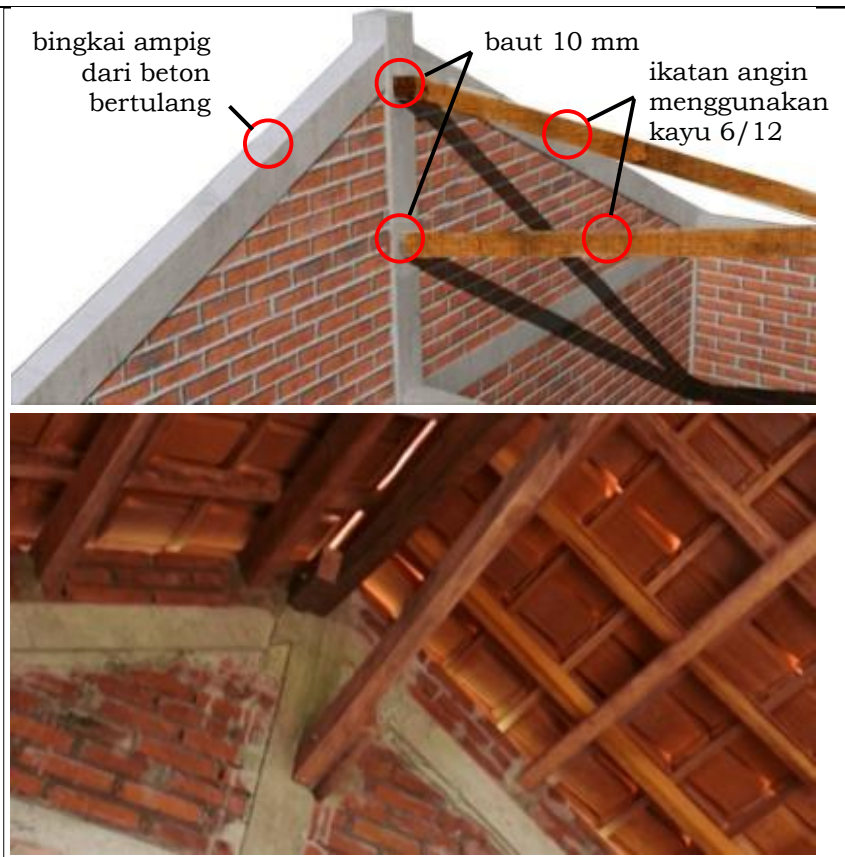 bingkai ampig
dari beton
bertulang
baut 10 mm
ikatan angin
menggunakan
kayu 6/12